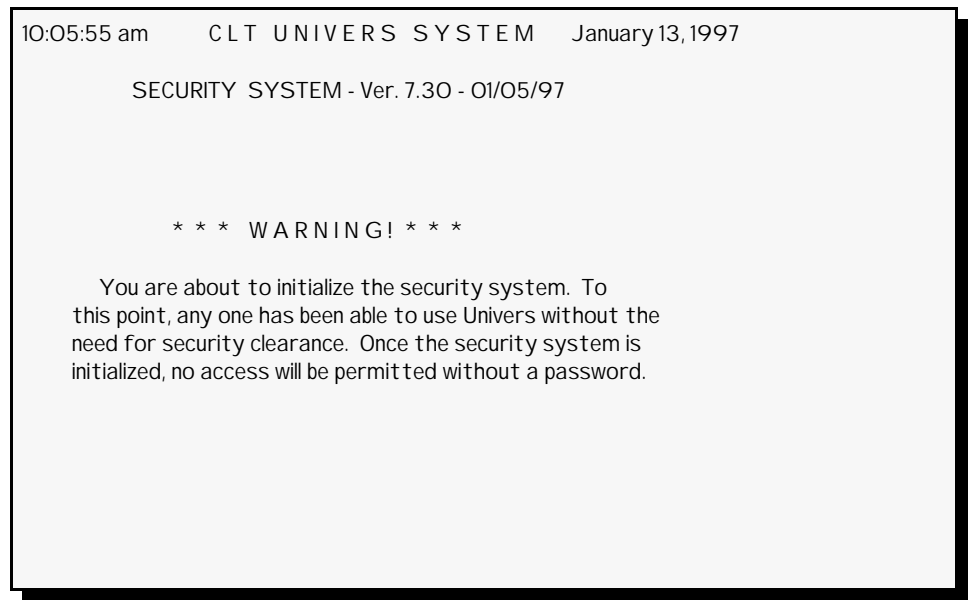 10:05:55 am CLT UNIVERS SYSTEM January 13, 1997
SECURITY SYSTEM - Ver. 7.30 - 01/05/97
* * * WARNING! * * *
You are about to initialize the security system. To
this point, any one has been able to use Univers without the
need for security clearance. Once the security system is
initialized, no access will be permitted without a password.